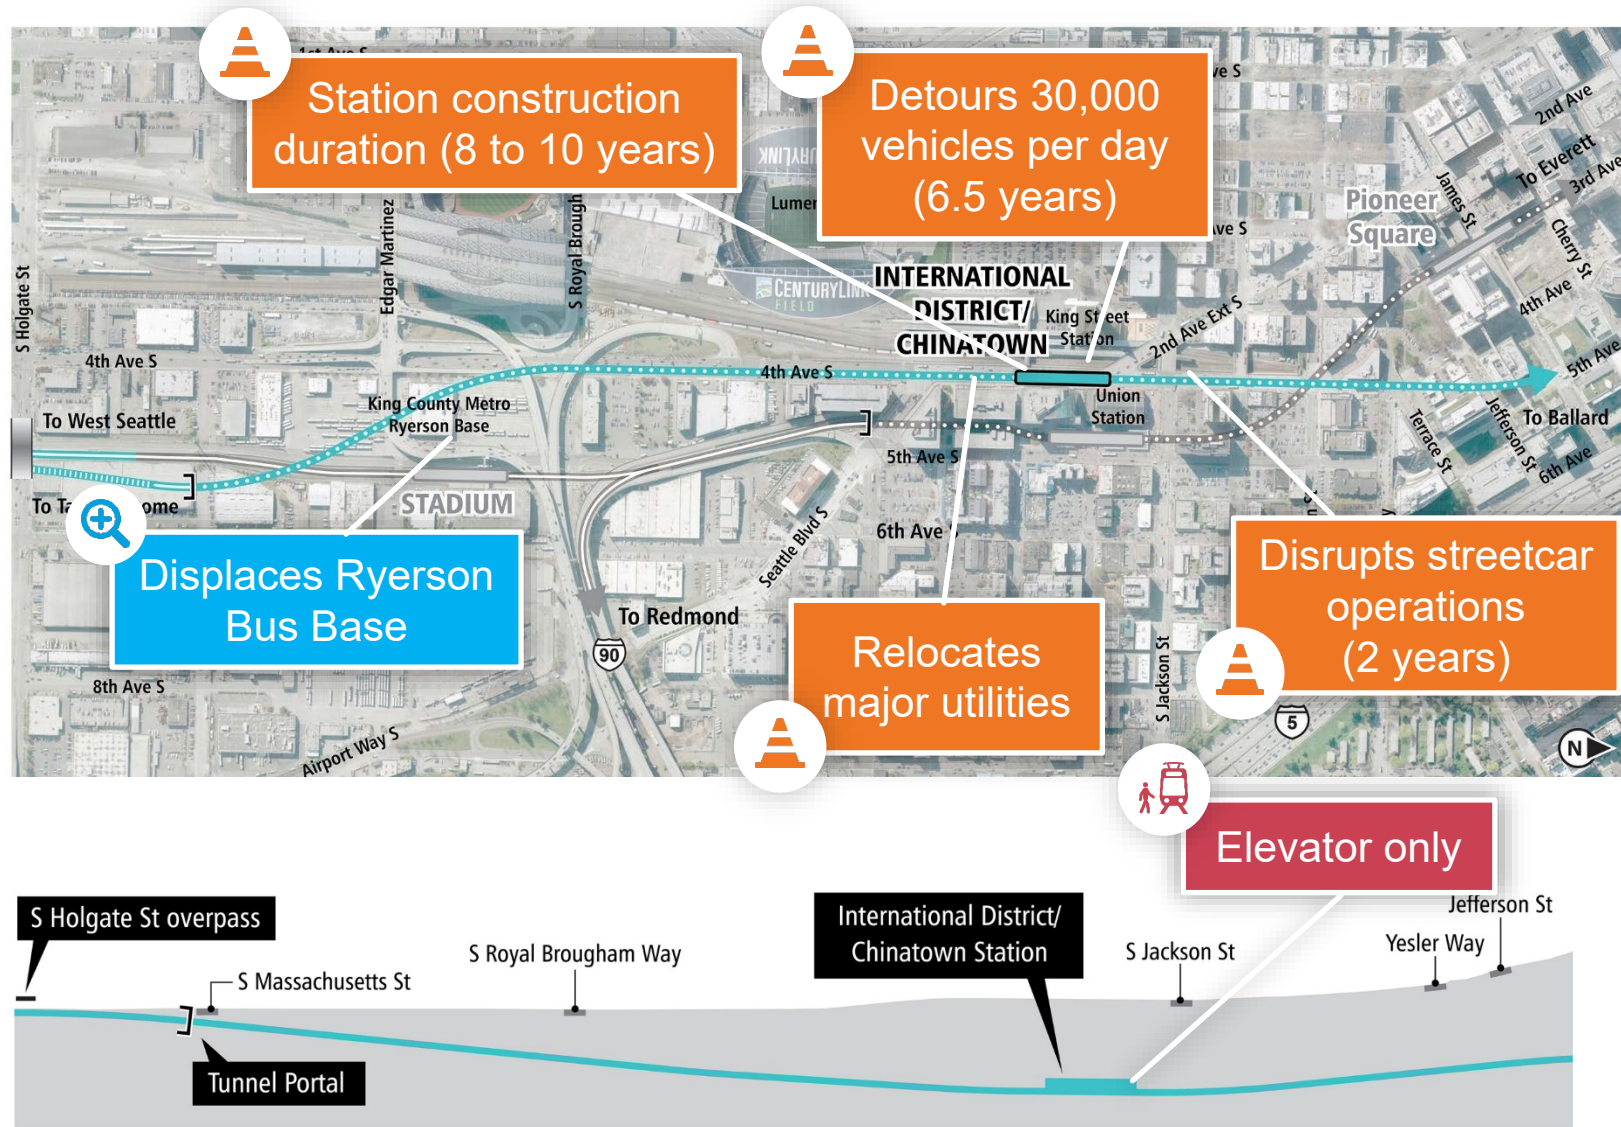 1st Ave S
Station construction
duration (8 to 10 years)
Detours 30,000
vehicles per day
(6.5 years)
ve S
2nd Ave
To Everett
3rd Ave
James St
Pioneer
Square
Cherry St
4th Ave
5th Ave
Lumen
ve S
S Holgate St
Edgar Martinez
S Royal Brough
CENTURYLINK
FIELD
INTERNATIONAL
DISTRICT/
CHINATOWN
King Street
Station
2nd Ave Ext S
4th Ave S
4th Ave S
Union
Station
To West Seattle
King County Metro
Ryerson Base
To Ballard
Terrace St
Jefferson St
6th Ave
5th Ave S
STADIUM
To Ta
ome
6th Ave S
Seattle Blvd S
Displaces Ryerson
Bus Base
Disrupts streetcar
operations
(2 years)
To Redmond
90
Relocates
major utilities
S Jackson St
8th Ave S
Airport Way S
5
N
Elevator only
S Holgate St overpass
International District/
Chinatown Station
Jefferson St
Yesler Way
S Jackson St
S Royal Brougham Way
S Massachusetts St
Tunnel Portal